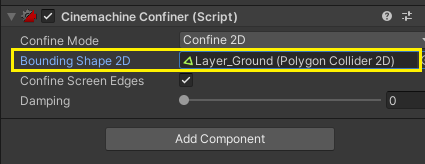 Cinemachine Confiner (Script)
Confine Mode Confine 2D
Bounding Shape 2D Layer_Ground (Polygon Collider 2D)
Confine Screen Edges
Damping 0
Add Component